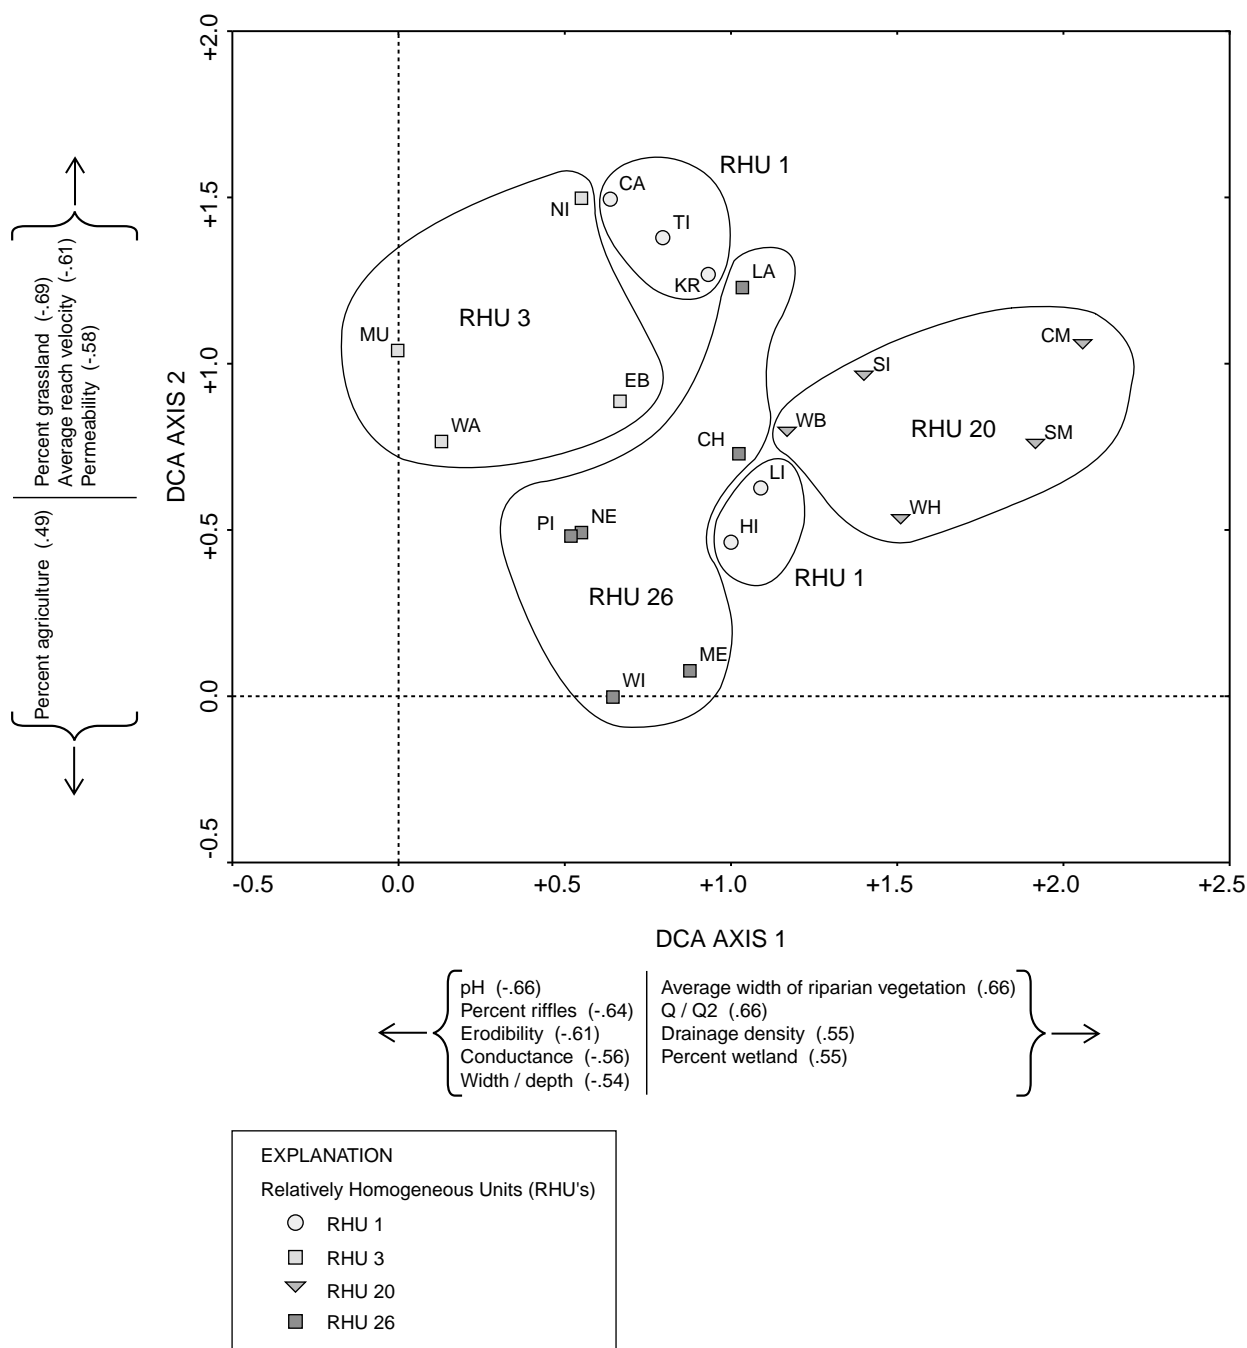 +2.0
+1.5
+1.0
+0.5
0.0
-0.5
DCA AXIS 2
Percent grassland (-.69)
Average reach velocity (-.61)
Permeability (-.58)
Percent agriculture (.49)
RHU 1
CA
NI
TI
KR
LA
RHU 3
MU
CM
SI
EB
WA
WB
RHU 20
SM
CH
LI
PI
NE
HI
WH
RHU 1
RHU 26
ME
WI
-0.5
0.0
+0.5
+1.0
+1.5
+2.0
+2.5
DCA AXIS 1
pH (-.66)
Percent riffles (-.64)
Erodibility (-.61)
Conductance (-.56)
Width / depth (-.54)
Average width of riparian vegetation (.66)
Q / Q2 (.66)
Drainage density (.55)
Percent wetland (.55)
EXPLANATION
Relatively Homogeneous Units (RHU's)
RHU 1
RHU 3
RHU 20
RHU 26